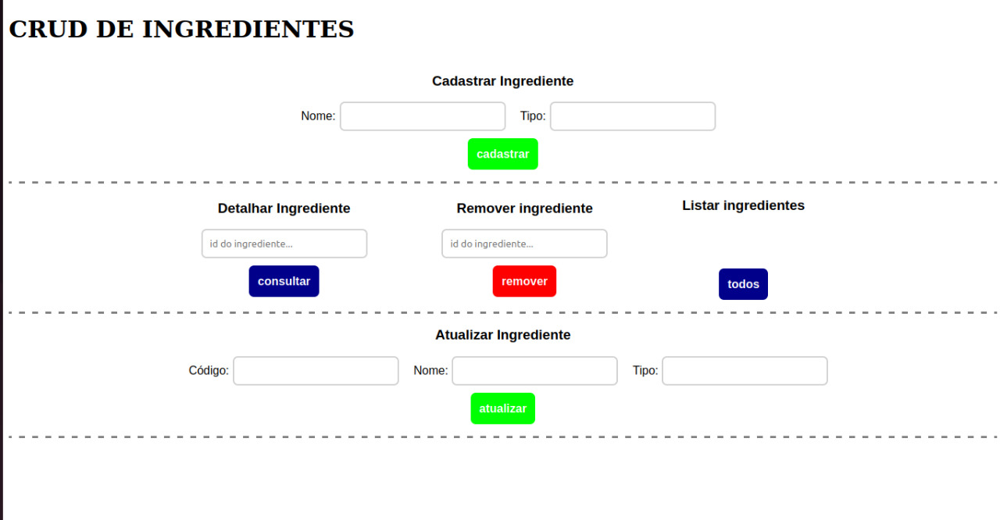 CRUD DE INGREDIENTES
Cadastrar Ingrediente
Nome: Tipo:
cadastrar
Detalhar Ingrediente Remover ingrediente Listar ingredientes
id do ingrediente... id do ingrediente...
consultar remover todos
Atualizar Ingrediente
Código: Nome: Tipo:
atualizar